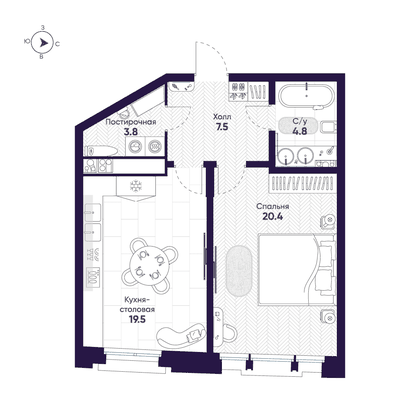 З
Ю
С
В
Постирочная
3.8
Холл
7.5
С/у
4.8
Спальня
20.4
Кухня-
столовая
19.5